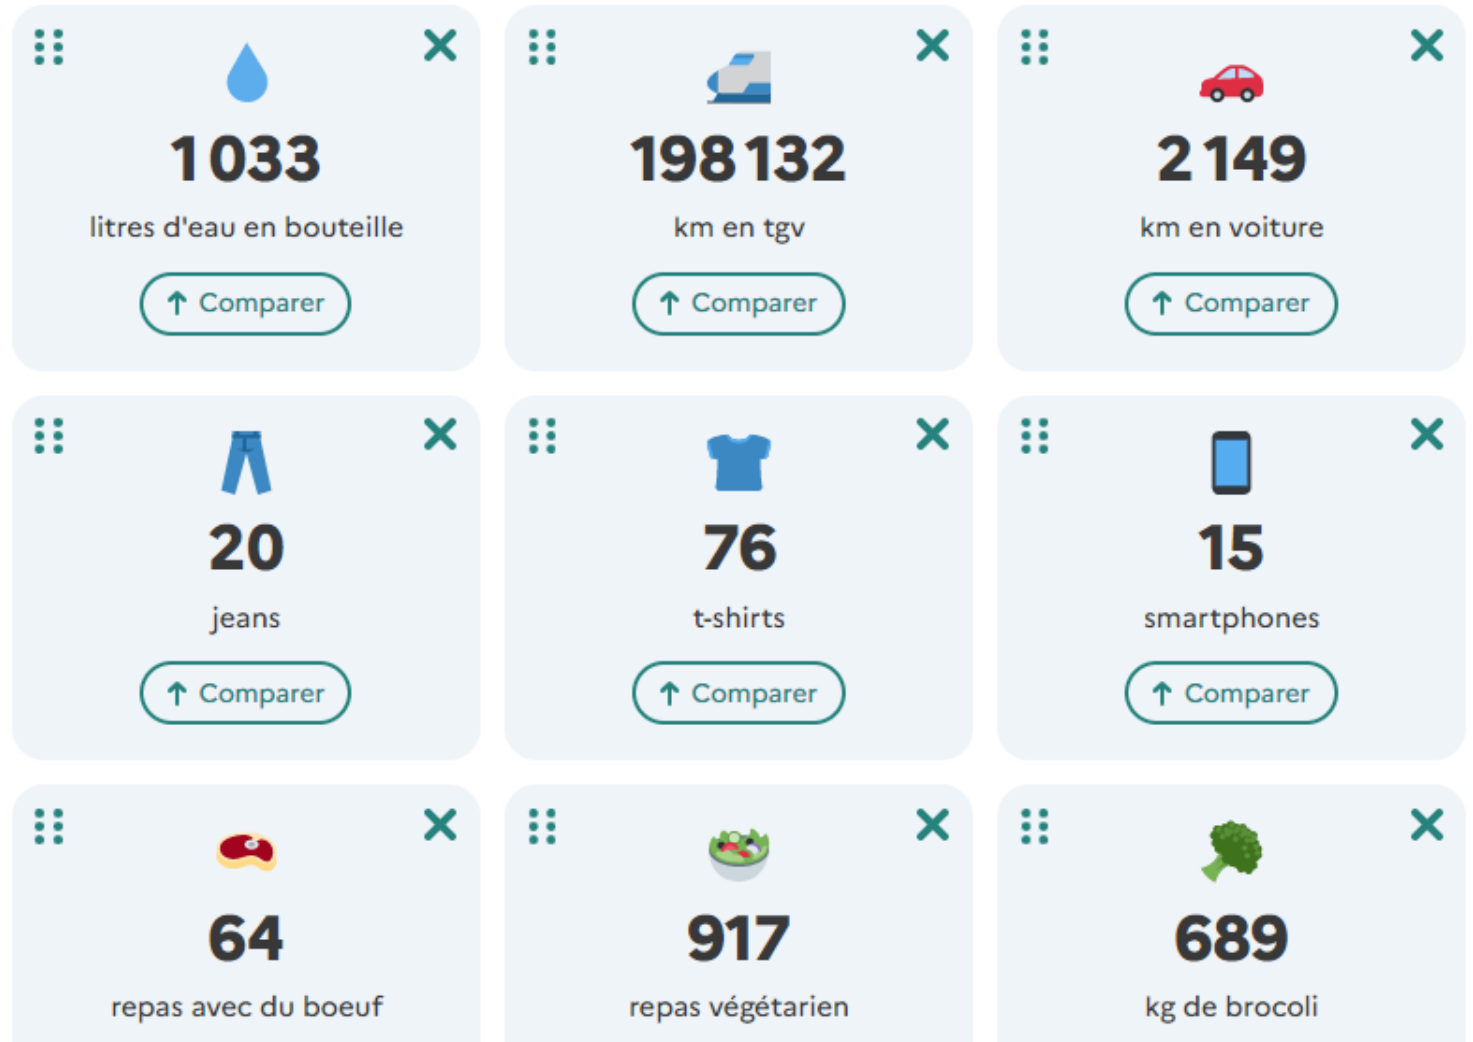 1 033
litres d'eau en bouteille
↑ Comparer
198 132
km en tgv
↑ Comparer
2 149
km en voiture
↑ Comparer
20
jeans
↑ Comparer
76
t-shirts
↑ Comparer
15
smartphones
↑ Comparer
64
repas avec du boeuf
917
repas végétarien
689
kg de brocoli